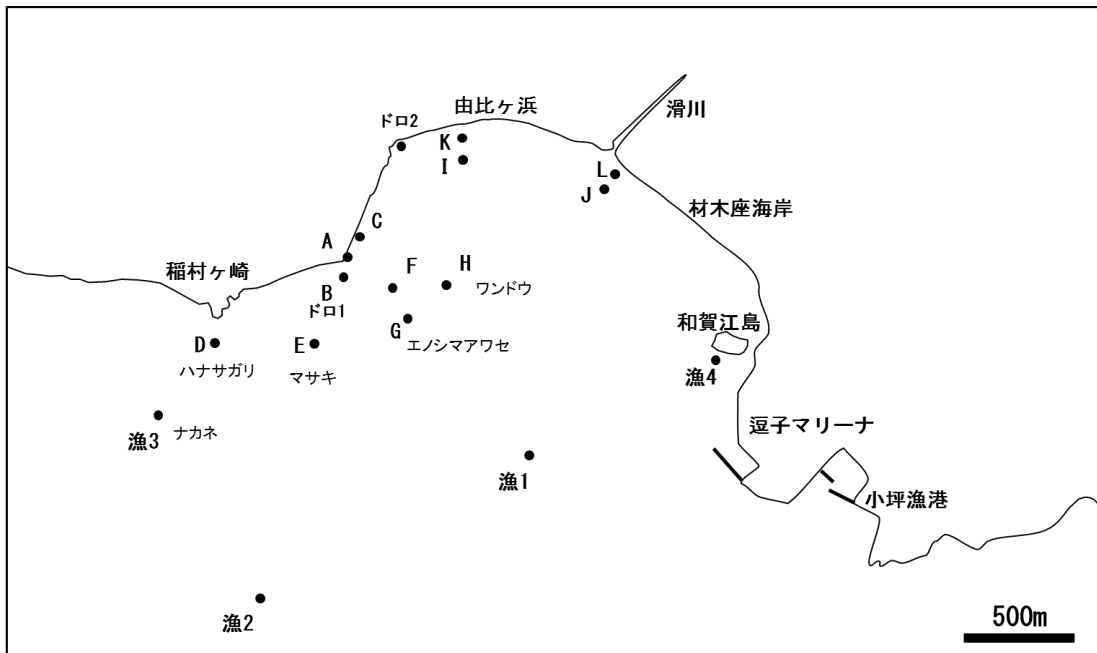 由比ヶ浜
滑川
ドロ2
K
I
L
J
材木座海岸
C
A
稲村ヶ崎
F
H
ワンドウ
B
ドロ1
G
エノシマアワセ
和賀江島
D
ハナサガリ
E
マサキ
漁4
漁3
ナカネ
逗子マリーナ
漁1
小坪漁港
漁2
500m